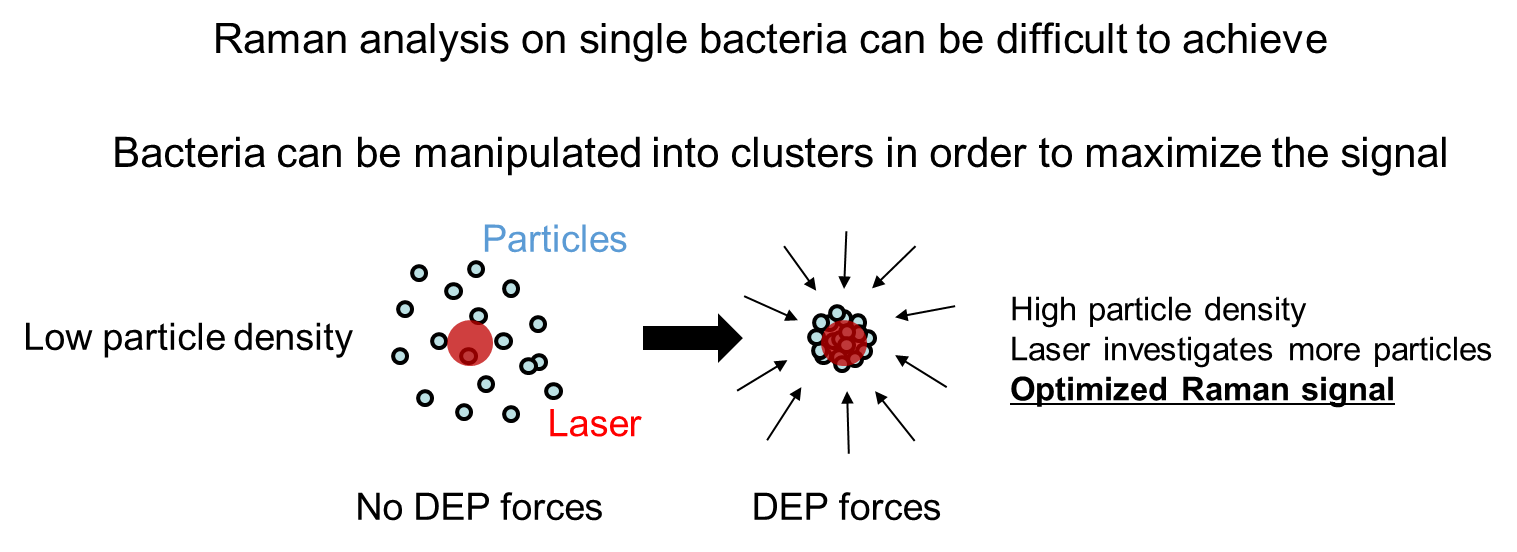 Raman analysis on single bacteria can be difficult to achieve
Bacteria can be manipulated into clusters in order to maximize the signal
Particles
Low particle density
Laser
No DEP forces
DEP forces
High particle density
Laser investigates more particles
Optimized Raman signal